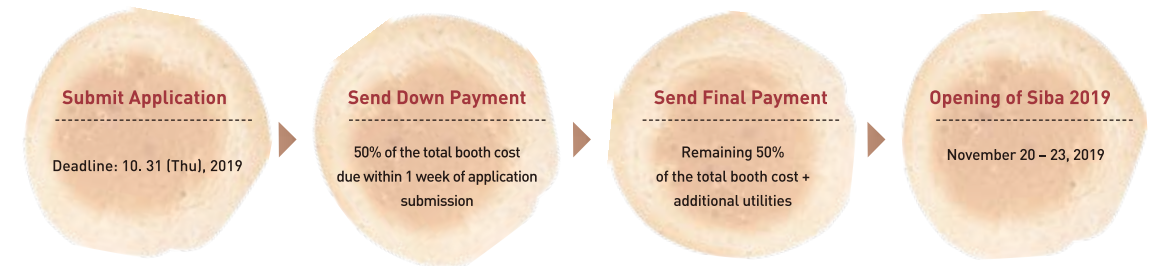 Submit Application
Deadline: 10. 31 (Thu), 2019
Send Down Payment
50% of the total booth cost
due within 1 week of application
submission
Send Final Payment
Remaining 50%
of the total booth cost +
additional utilities
Opening of Siba 2019
November 20 – 23, 2019